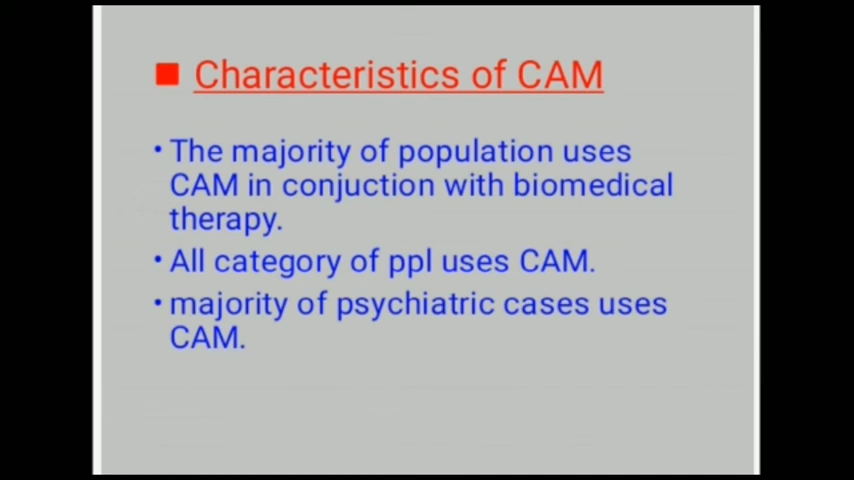 Characteristics of CAM
• The majority of population uses
CAM in conjuction with biomedical
therapy.
• All category of ppl uses CAM.
• majority of psychiatric cases uses
CAM.